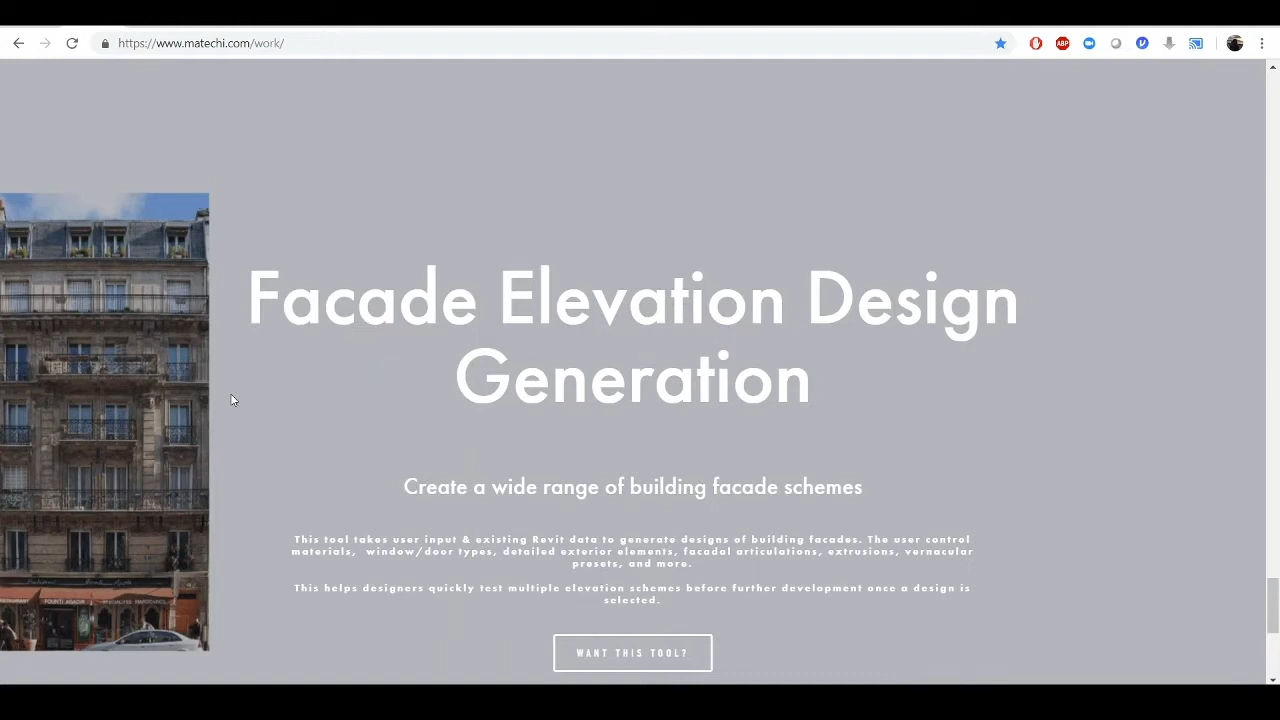 https://www.matechi.com/work/
ABP
Facade Elevation Design
Generation
Create a wide range of building facade schemes
This tool takes user input & existing Revit data to generate designs of building facades. The user control
materials,  window/door types, detailed exterior elements, facadal articulations, extrusions, vernacular
presets, and more.
This helps designers quickly test multiple elevation schemes before further development once a design is
selected.
WANT THIS TOOL?